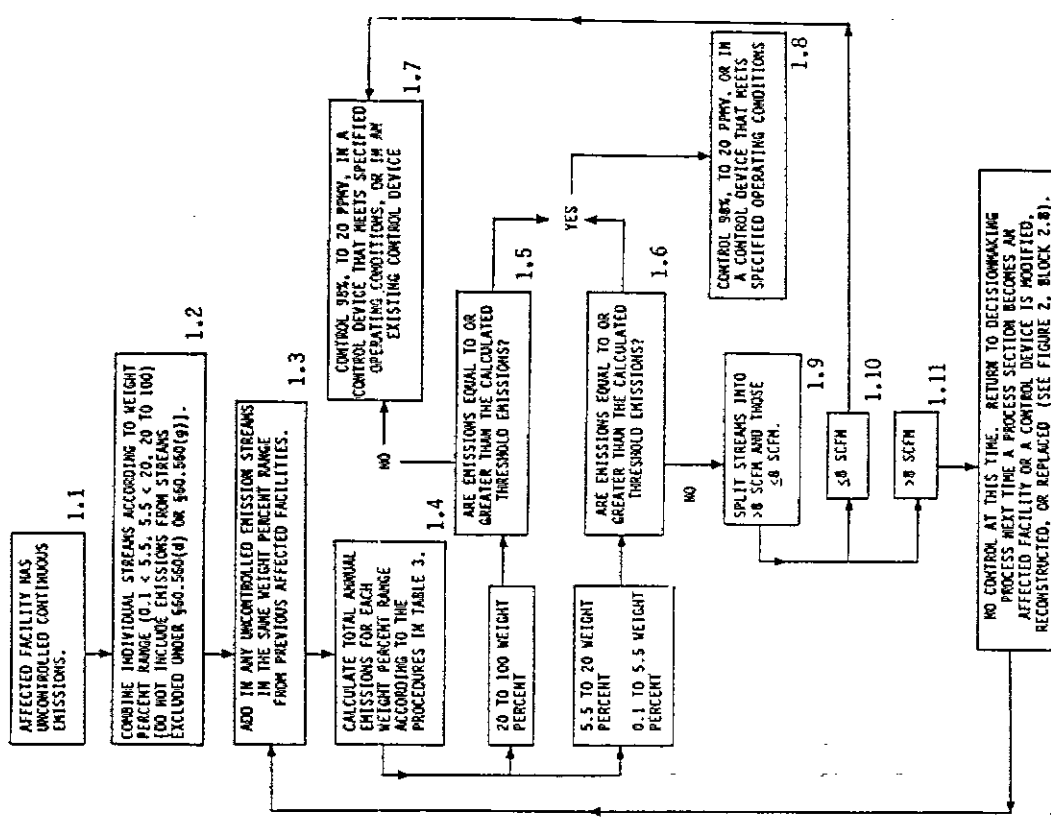 AFFECTED FACILITY HAS
UNCONTROLLED CONTINUOUS
EMISSIONS.
1.1
COMBINE INDIVIDUAL STREAMS ACCORDING TO WEIGHT
PERCENT RANGE (0.1 < 5.5, 5.5 < 20, 20 TO 100)
[DO NOT INCLUDE EMISSIONS FROM STREAMS
EXCLUDED UNDER §60.560(d) OR §60.560(g)].
1.2
ADD IN ANY UNCONTROLLED EMISSION STREAMS
IN THE SAME WEIGHT PERCENT RANGE
FROM PREVIOUS AFFECTED FACILITIES.
1.3
CALCULATE TOTAL ANNUAL
EMISSIONS FOR EACH
WEIGHT PERCENT RANGE
ACCORDING TO THE
PROCEDURES IN TABLE 3.
1.4
20 TO 100 WEIGHT
PERCENT
5.5 TO 20 WEIGHT
PERCENT
0.1 TO 5.5 WEIGHT
PERCENT
ARE EMISSIONS EQUAL TO OR
GREATER THAN THE CALCULATED
THRESHOLD EMISSIONS?
1.5
NO
CONTROL 98%, TO 20 PPMV, IN A
CONTROL DEVICE THAT MEETS SPECIFIED
OPERATING CONDITIONS, OR IN AN
EXISTING CONTROL DEVICE
1.7
ARE EMISSIONS EQUAL TO OR
GREATER THAN THE CALCULATED
THRESHOLD EMISSIONS?
1.6
YES
CONTROL 98%, TO 20 PPMV, OR IN
A CONTROL DEVICE THAT MEETS
SPECIFIED OPERATING CONDITIONS
1.8
NO
SPLIT STREAMS INTO
>8 SCFM AND THOSE
≤8 SCFM.
1.9
≤8 SCFM
1.10
>8 SCFM
1.11
NO CONTROL AT THIS TIME. RETURN TO DECISIONMAKING
PROCESS NEXT TIME A PROCESS SECTION BECOMES AN
AFFECTED FACILITY OR A CONTROL DEVICE IS MODIFIED,
RECONSTRUCTED, OR REPLACED (SEE FIGURE 2, BLOCK 2.8).